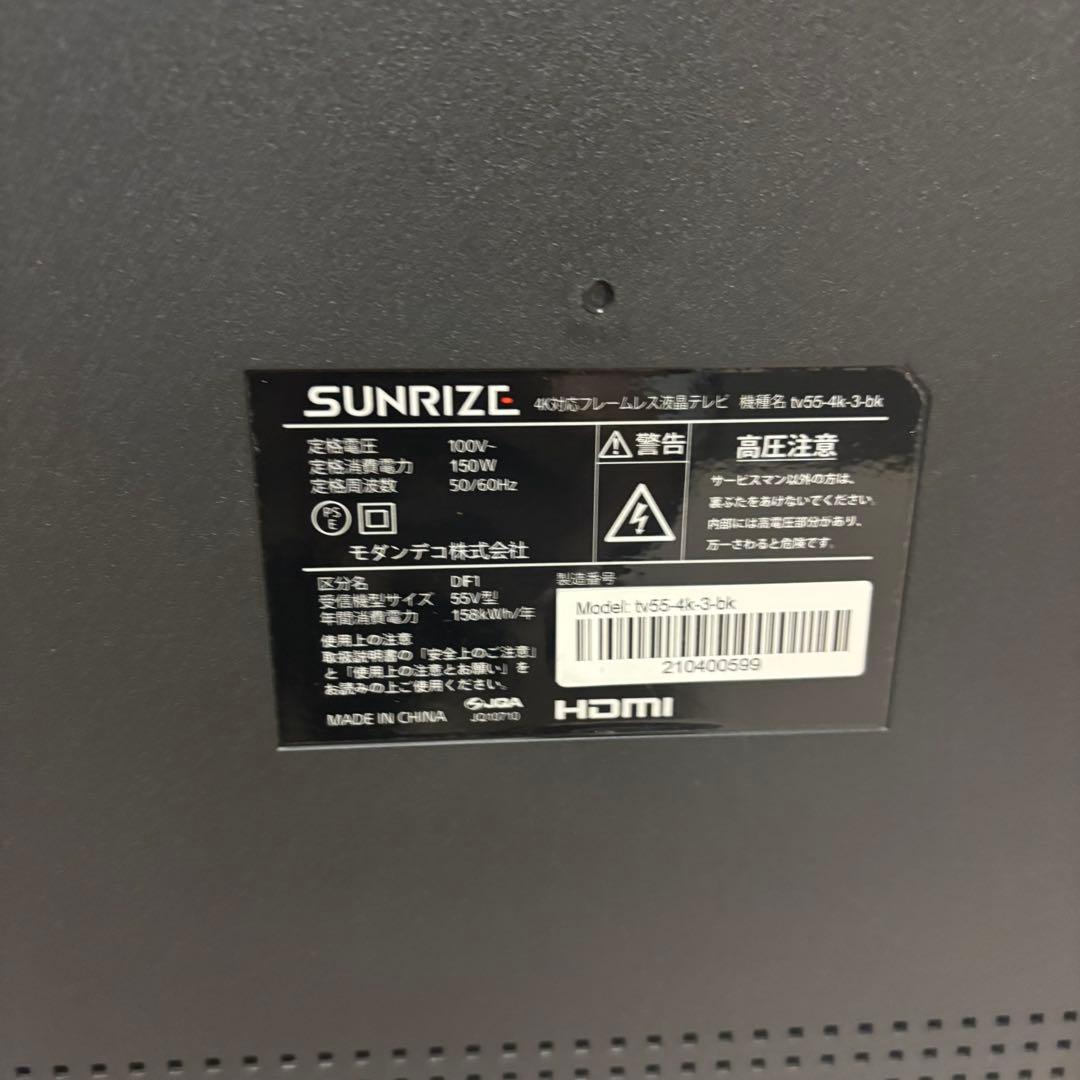 SUNRIZE 4K対応フレームレス液晶テレビ 機種名 tv55-4k-3-bk
定格電圧 100V~
定格消費電力 150W
定格周波数 50/60Hz
PS
E
モダンデコ株式会社
警告
高圧注意
サービスマン以外の方は、
裏ぶたをあけないでください。
内部には高電圧部分があり、
万一さわると危険です。
区分名 DF1
受信機型サイズ 55V型
年間消費電力 158kWh/年
使用上の注意
取扱説明書の「安全上のご注意」
と「使用上の注意とお願い」を
お読みの上ご使用ください。
MADE IN CHINA
JQA
JQ10710
製造番号
Model: tv55-4k-3-bk
210400599
HDMI